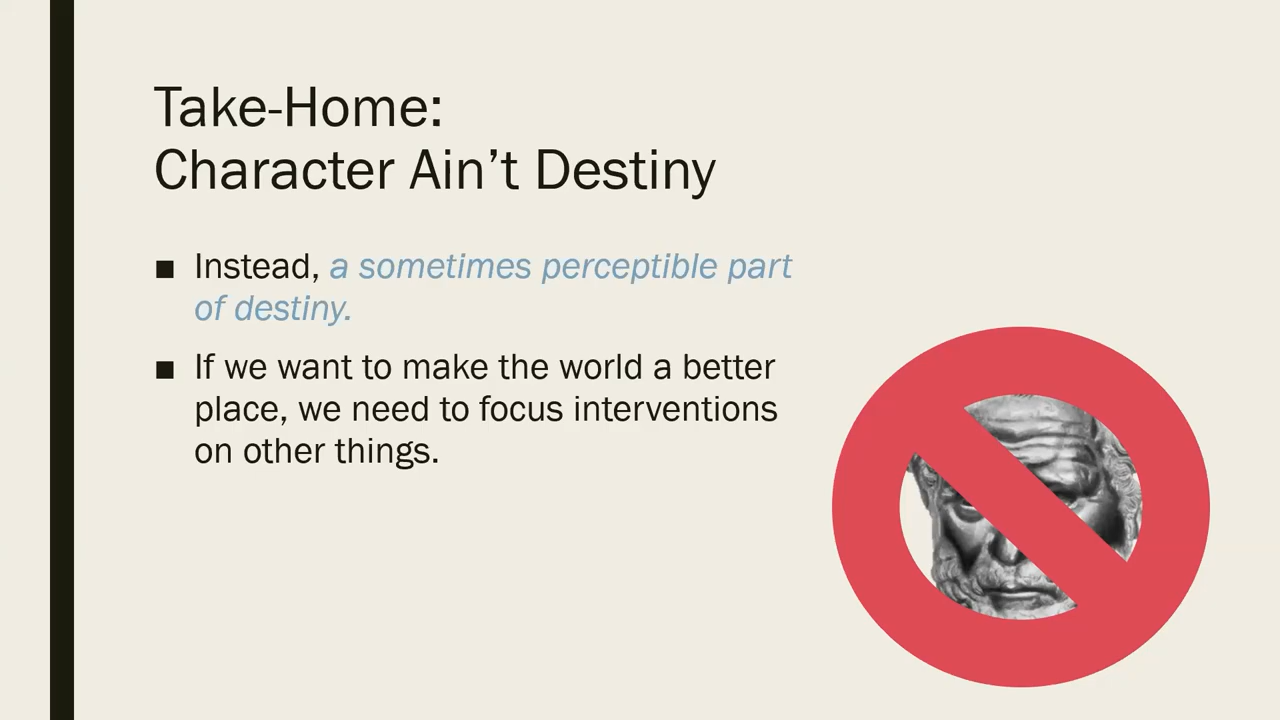 Take-Home:
Character Ain’t Destiny
■ Instead, a sometimes perceptible part
of destiny.
■ If we want to make the world a better
place, we need to focus interventions
on other things.